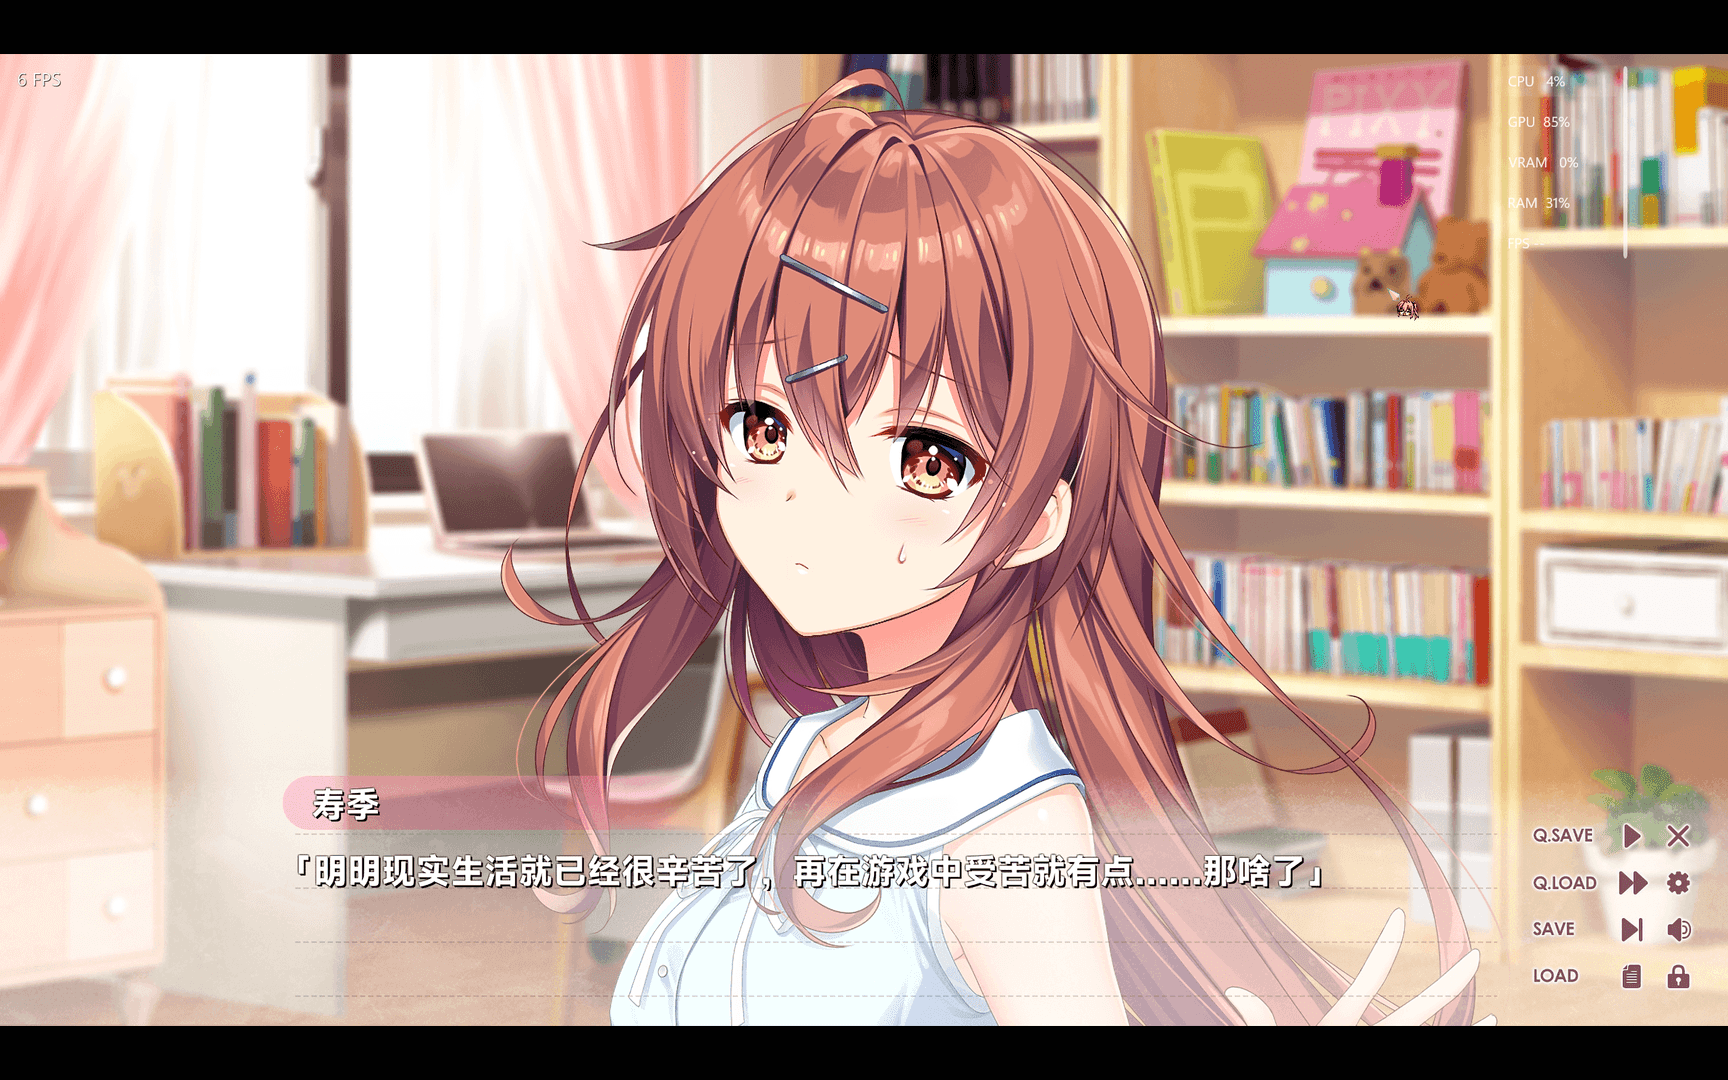 6 FPS
PIXY
CPU 4%
GPU 85%
VRAM 0%
RAM 31%
FPS --
寿季
「明明现实生活就已经很辛苦了，再在游戏中受苦就有点……那啥了」
Q.SAVE
Q.LOAD
SAVE
LOAD